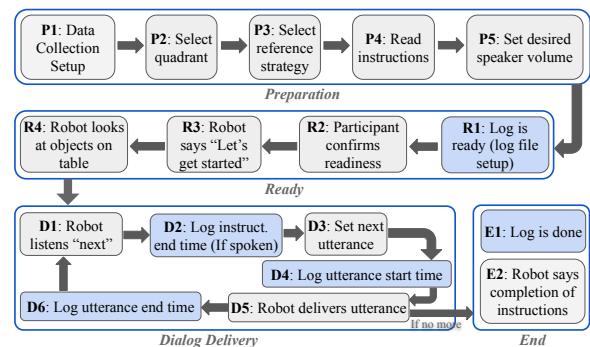 P1: Data
Collection
Setup
P2: Select
quadrant
P3: Select
reference
strategy
P4: Read
instructions
P5: Set desired
speaker volume
Preparation
R4: Robot looks
at objects on
table
R3: Robot
says “Let’s
get started”
R2: Participant
confirms
readiness
R1: Log is
ready (log file
setup)
Ready
D1: Robot
listens “next”
D2: Log instruct.
end time (If spoken)
D3: Set next
utterance
D4: Log utterance start time
D6: Log utterance end time
D5: Robot delivers utterance
If no more
Dialog Delivery
E1: Log is done
E2: Robot says
completion of
instructions
End